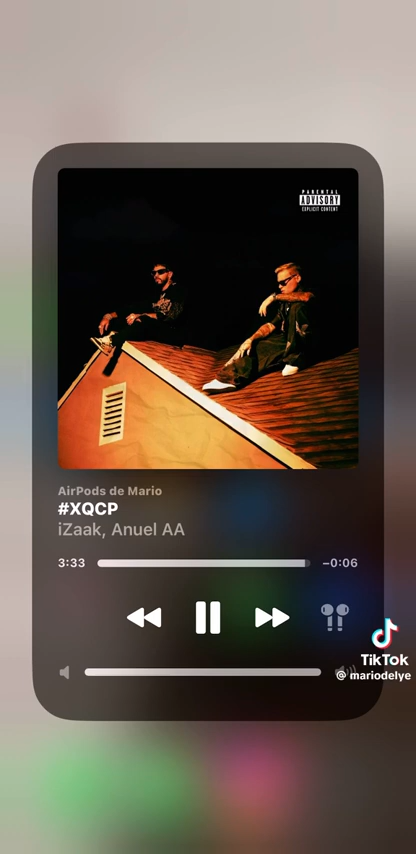 PARENTAL
ADVISORY
EXPLICIT CONTENT
AirPods de Mario
#XQCP
iZaak, Anuel AA
3:33
−0:06
TikTok
@ mariodelye